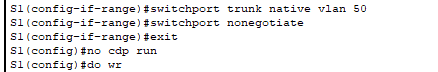 S1(config-if-range)#switchport trunk native vlan 50
S1(config-if-range)#switchport nonegotiate
S1(config-if-range)#exit
S1(config)#no cdp run
S1(config)#do wr